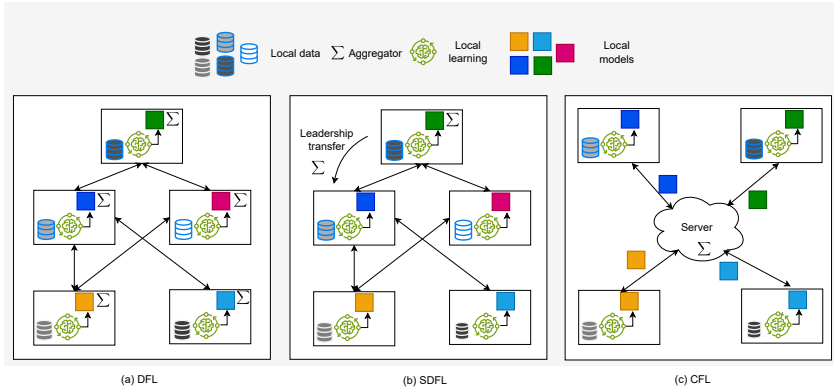 Local data
Σ Aggregator
Local
learning
Local
models
Σ
Σ
Σ
Σ
Σ
(a) DFL
Leadership
transfer
Σ
Σ
(b) SDFL
Server
Σ
(c) CFL